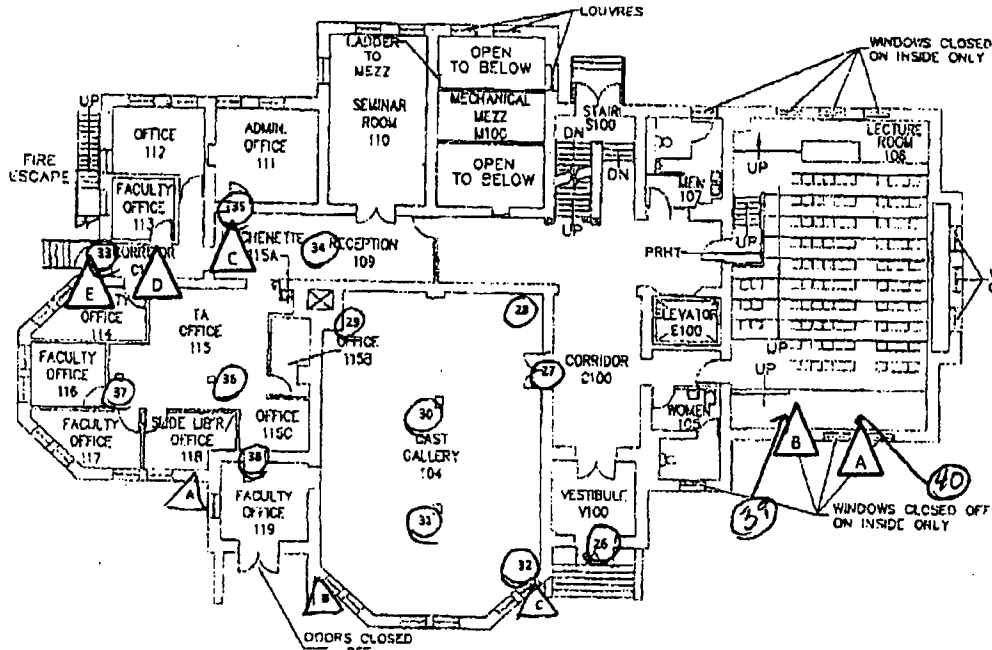 LOUVRES
WINDOWS CLOSED
ON INSIDE ONLY
LADDER
TO
MEZZ
OPEN
TO BELOW
SEMINAR
ROOM
110
MECHANICAL
MEZZ
M100
OPEN
TO BELOW
STAIR
S100
DN
DN
UP
UP
OFFICE
112
ADMIN.
OFFICE
111
FIRE
ESCAPE
FACULTY
OFFICE
113
LECTURE
ROOM
108
UP
MEN
107
UP
UP
PRHT
35
34
RECEPTION
109
115A
33
CORRIDOR
C
D
E
OFFICE
114
TA
OFFICE
115
29
OFFICE
115B
28
ELEVATOR
E100
CORRIDOR
C100
27
FACULTY
OFFICE
116
37
36
30
CAST
GALLERY
104
UP
UP
WOMEN
105
FACULTY
OFFICE
117
OFFICE
118
OFFICE
115C
38
B
A
40
39
A
FACULTY
OFFICE
119
31
VESTIBULE
V100
26
WINDOWS CLOSED OFF
ON INSIDE ONLY
32
B
C
DOORS CLOSED